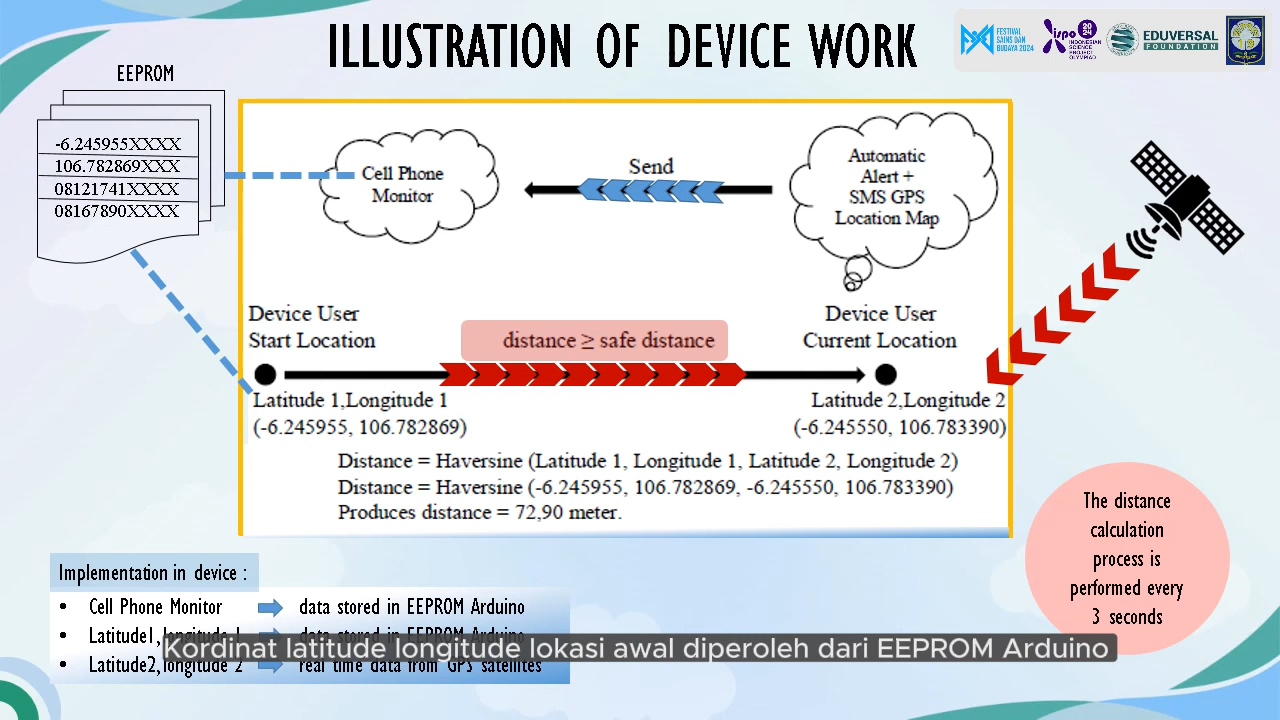 ILLUSTRATION OF DEVICE WORK
FESTIVAL
SAINS DAN
BUDAYA 2024
ispo
20
24
INDONESIAN
SCIENCE
PROJECT
OLYMPIAD
EDUVERSAL
FOUNDATION
EEPROM
-6.245955XXXX
106.782869XXX
08121741XXXX
08167890XXXX
Cell Phone
Monitor
Send
Automatic
Alert +
SMS GPS
Location Map
Device User
Start Location
distance ≥ safe distance
Device User
Current Location
Latitude 1,Longitude 1
(-6.245955, 106.782869)
Latitude 2,Longitude 2
(-6.245550, 106.783390)
Distance = Haversine (Latitude 1, Longitude 1, Latitude 2, Longitude 2)
Distance = Haversine (-6.245955, 106.782869, -6.245550, 106.783390)
Produces distance = 72,90 meter.
The distance
calculation
process is
performed every
3 seconds
Implementation in device :
• Cell Phone Monitor data stored in EEPROM Arduino
• Latitude1,longitude 1 data stored in EEPROM Arduino
• Latitude2,longitude 2 real time data from GPS satellites
Kordinat latitude longitude lokasi awal diperoleh dari EEPROM Arduino